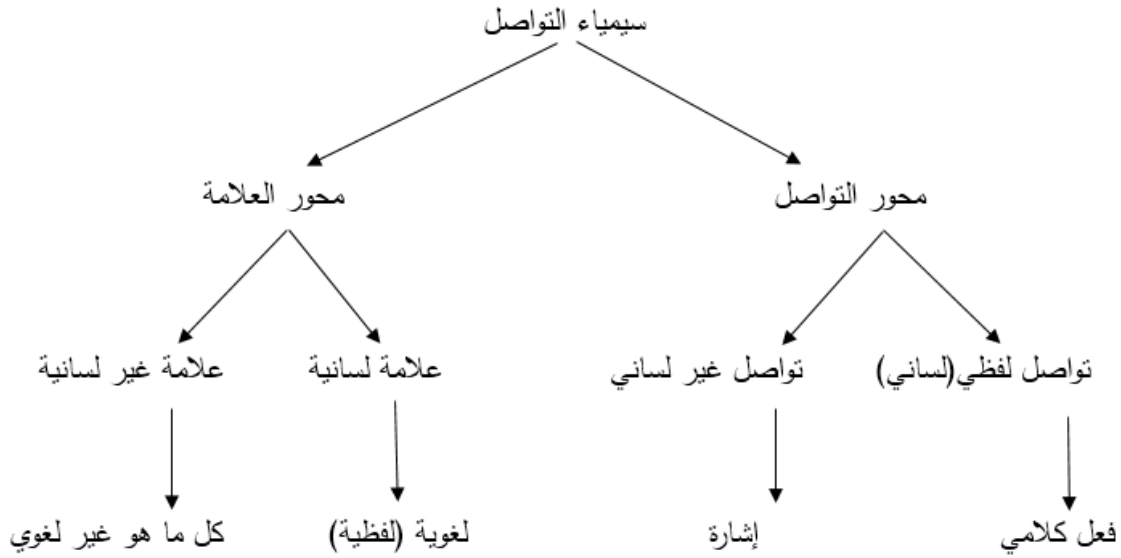 سيمياء التواصل
محور التواصل
محور العلامة
تواصل لفظي(لساني)
تواصل غير لساني
علامة لسانية
علامة غير لسانية
فعل كلامي
إشارة
لغوية (لفظية)
كل ما هو غير لغوي